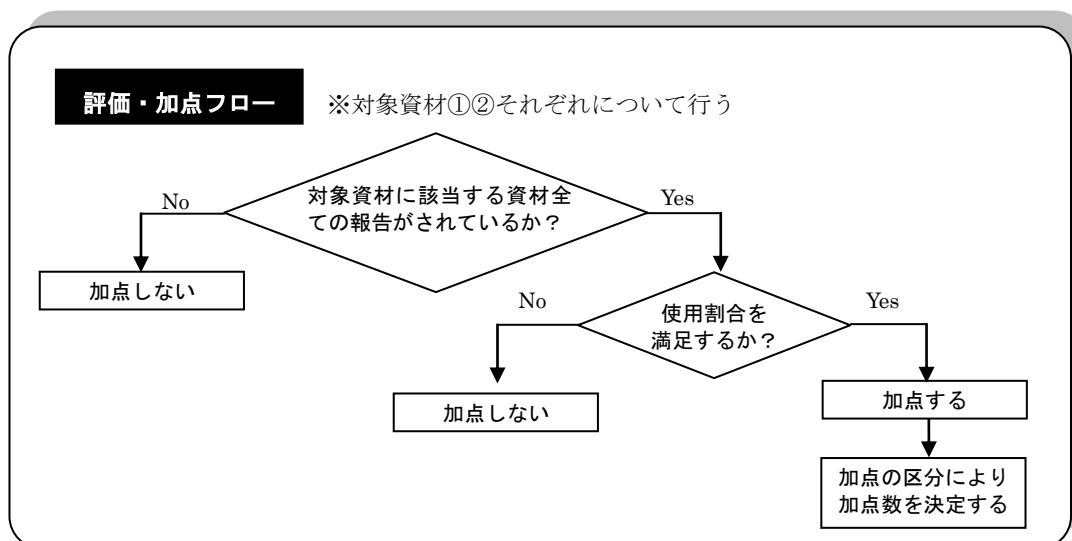 評価・加点フロー
※対象資材①②それぞれについて行う
対象資材に該当する資材全
ての報告がされているか？
No
Yes
加点しない
使用割合を
満足するか？
No
Yes
加点しない
加点する
加点の区分により
加点数を決定する